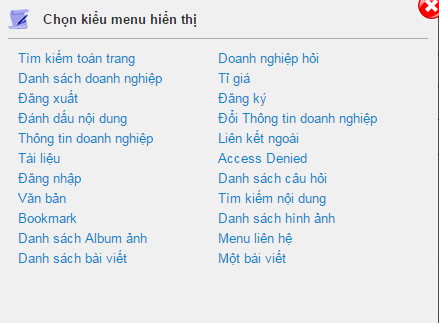 Chọn kiểu menu hiển thị
Tìm kiếm toàn trang
Doanh nghiệp hỏi
Danh sách doanh nghiệp
Tỉ giá
Đăng xuất
Đăng ký
Đánh dấu nội dung
Đổi Thông tin doanh nghiệp
Thông tin doanh nghiệp
Liên kết ngoài
Tài liệu
Access Denied
Đăng nhập
Danh sách câu hỏi
Văn bản
Tìm kiếm nội dung
Bookmark
Danh sách hình ảnh
Danh sách Album ảnh
Menu liên hệ
Danh sách bài viết
Một bài viết